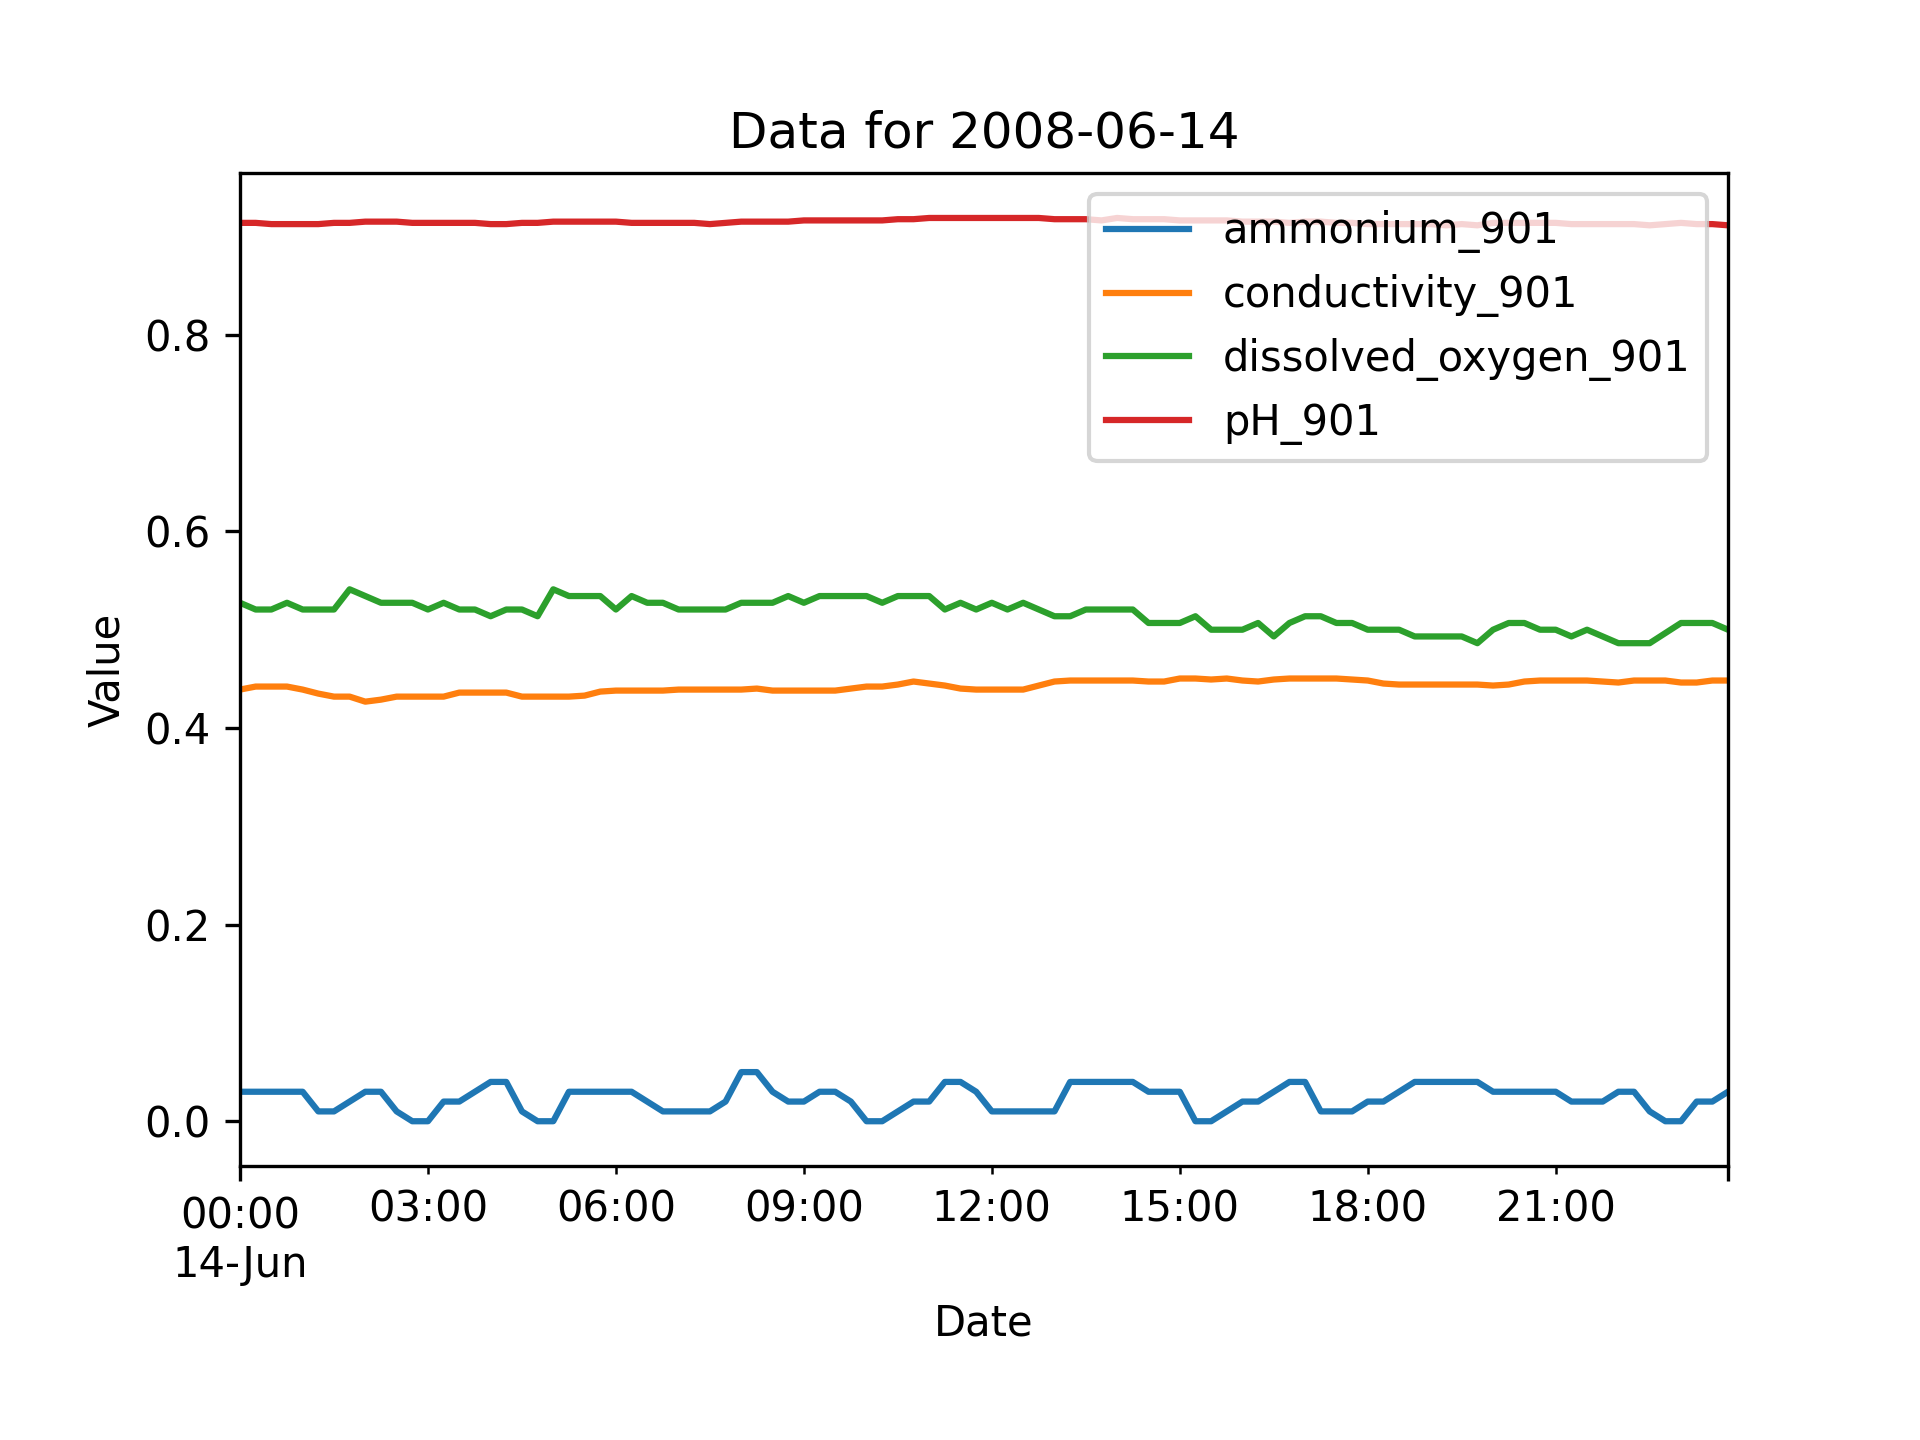 Data for 2008-06-14
ammonium_901
conductivity_901
dissolved_oxygen_901
pH_901
Value
0.8
0.6
0.4
0.2
0.0
00:00 03:00 06:00 09:00 12:00 15:00 18:00 21:00
14-Jun
Date